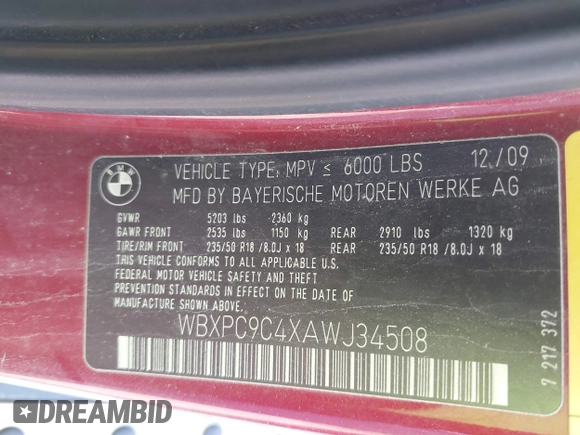 BMW
VEHICLE TYPE, MPV ≤ 6000 LBS 12/09
MFD BY BAYERISCHE MOTOREN WERKE AG
GVWR 5203 lbs -2360 kg
GAWR FRONT 2535 lbs 1150 kg REAR 2910 lbs 1320 kg
TIRE/RIM FRONT 235/50 R18 /8.0J x 18 REAR 235/50 R18 /8.0J x 18
THIS VEHICLE CONFORMS TO ALL APPLICABLE U.S.
FEDERAL MOTOR VEHICLE SAFETY AND THEFT
PREVENTION STANDARDS IN EFFECT ON THE DATE OF
MANUFACTURE SHOWN ABOVE.
WBXPC9C4XAWJ34508
7 217 372
DREAMBID